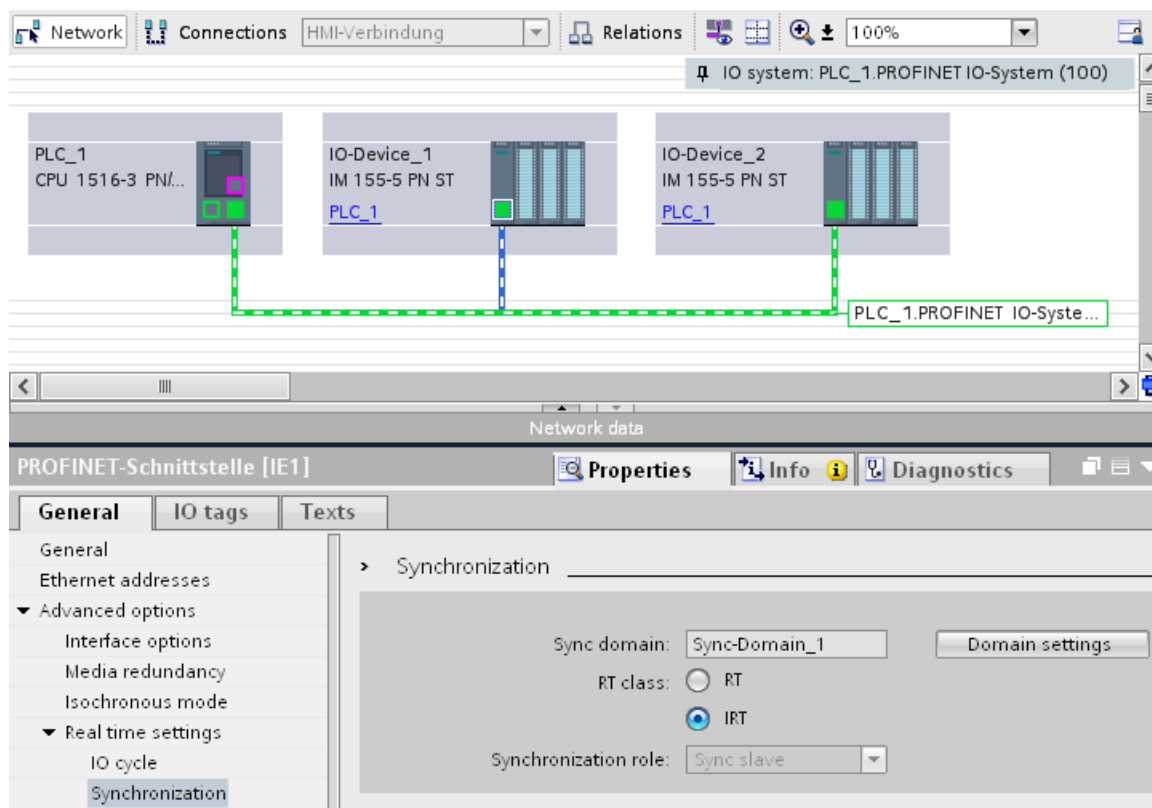 Network Connections HMI-Verbindung Relations 100%
IO system: PLC_1.PROFINET IO-System (100)
PLC_1
CPU 1516-3 PN/...
IO-Device_1
IM 155-5 PN ST
PLC_1
IO-Device_2
IM 155-5 PN ST
PLC_1
PLC_1.PROFINET IO-Syste...
Network data
PROFINET-Schnittstelle [IE1]
Properties Info Diagnostics
General IO tags Texts
General
Ethernet addresses
Advanced options
Interface options
Media redundancy
Isochronous mode
Real time settings
IO cycle
Synchronization
Synchronization
Sync domain: Sync-Domain_1 Domain settings
RT class: RT
IRT
Synchronization role: Sync slave